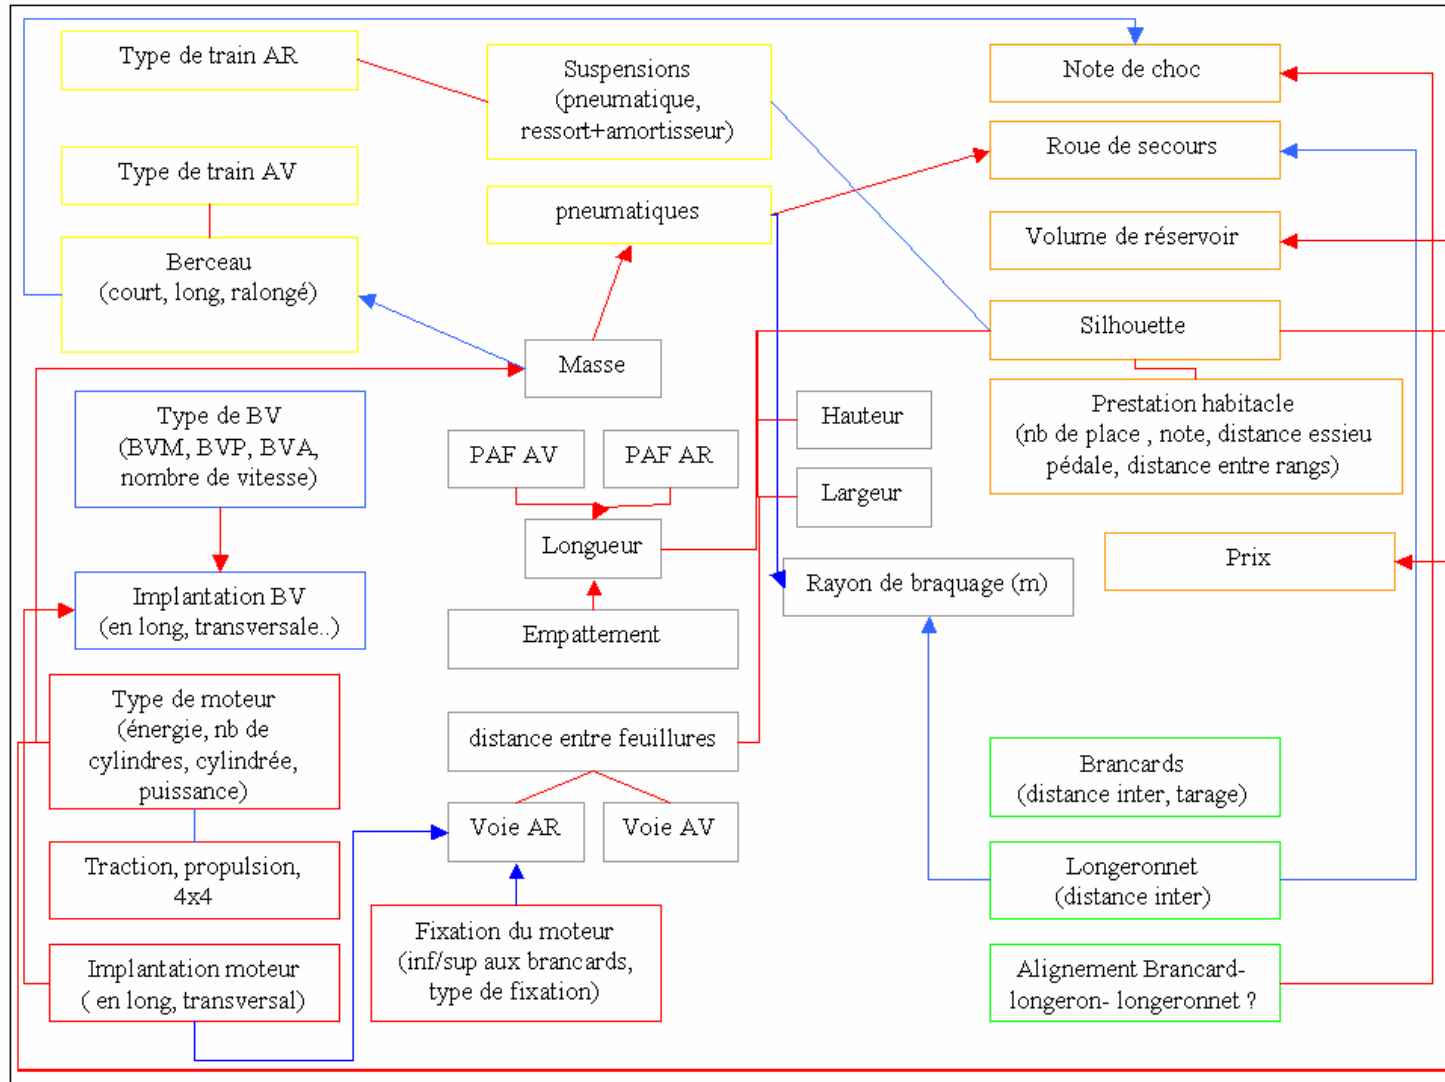 Type de train AR
Suspensions
(pneumatique,
ressort+amortisseur)
Note de choc
Type de train AV
Roue de secours
pneumatiques
Berceau
(court, long, ralongé)
Volume de réservoir
Silhouette
Masse
Prestation habitacle
(nb de place , note, distance essieu
pédale, distance entre rangs)
Hauteur
Type de BV
(BVM, BVP, BVA,
nombre de vitesse)
PAF AV
PAF AR
Largeur
Longueur
Prix
Implantation BV
(en long, transversale..)
Rayon de braquage (m)
Empattement
Type de moteur
(énergie, nb de
cylindres, cylindrée,
puissance)
distance entre feuillures
Brancards
(distance inter, tarage)
Voie AR
Voie AV
Traction, propulsion,
4x4
Longeronnet
(distance inter)
Fixation du moteur
(inf/sup aux brancards,
type de fixation)
Implantation moteur
( en long, transversal)
Alignement Brancard-
longeron- longeronnet ?